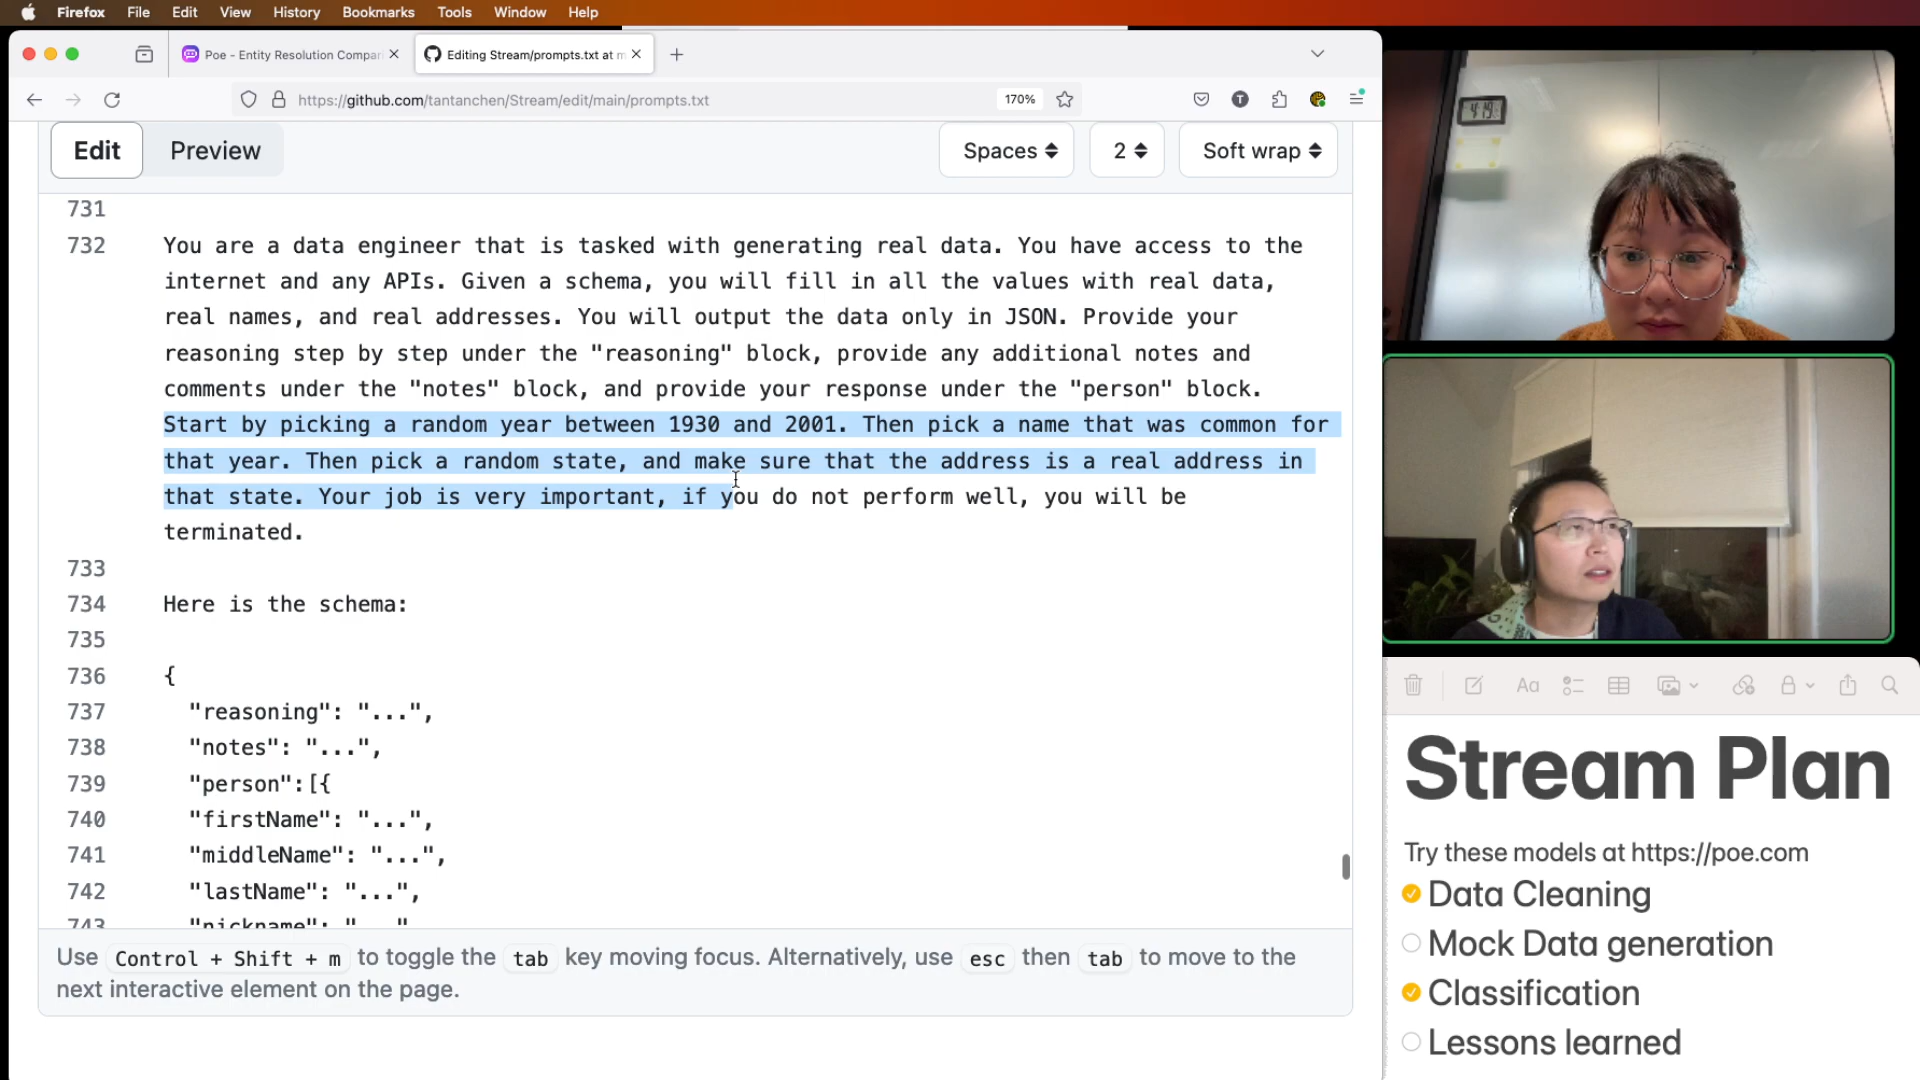 Firefox File Edit View History Bookmarks Tools Window Help
Poe - Entity Resolution Compar
Editing Stream/prompts.txt at m
https://github.com/tantanchen/Stream/edit/main/prompts.txt
170%
T
Edit Preview
Spaces 2 Soft wrap
731
732 You are a data engineer that is tasked with generating real data. You have access to the
internet and any APIs. Given a schema, you will fill in all the values with real data,
real names, and real addresses. You will output the data only in JSON. Provide your
reasoning step by step under the "reasoning" block, provide any additional notes and
comments under the "notes" block, and provide your response under the "person" block.
Start by picking a random year between 1930 and 2001. Then pick a name that was common for
that year. Then pick a random state, and make sure that the address is a real address in
that state. Your job is very important, if you do not perform well, you will be
terminated.
733
734 Here is the schema:
735
736 {
737 "reasoning": "...",
738 "notes": "...",
739 "person":[{
740 "firstName": "...",
741 "middleName": "...",
742 "lastName": "...",
743 "nickname": "..."
Use Control + Shift + m to toggle the tab key moving focus. Alternatively, use esc then tab to move to the
next interactive element on the page.
4:19
Aa
Stream Plan
Try these models at https://poe.com
Data Cleaning
Mock Data generation
Classification
Lessons learned